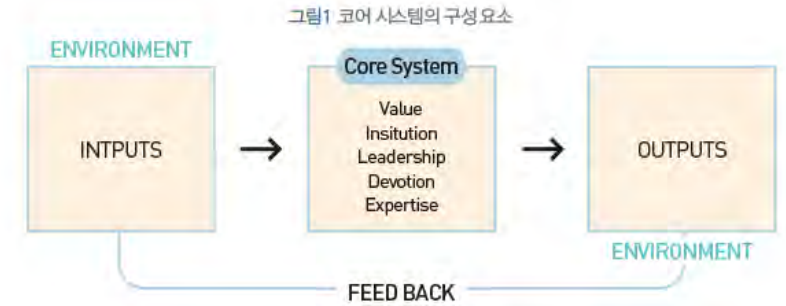 그림1 코어 시스템의 구성 요소
ENVIRONMENT
INTPUTS
Core System
Value
Insitution
Leadership
Devotion
Expertise
OUTPUTS
ENVIRONMENT
FEED BACK